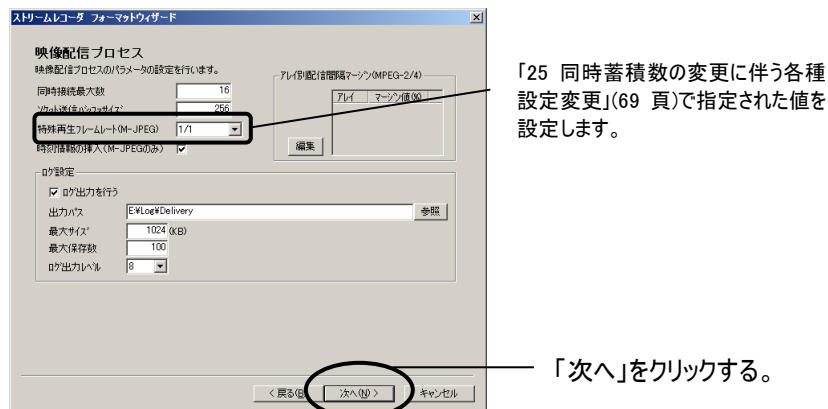 ストリームレコーダ フォーマットウィザード
映像配信プロセス
映像配信プロセスのパラメータの設定を行います。
同時接続最大数 16
ソケット送信バッファサイズ 256
特殊再生フレームレート(M-JPEG) 1/1
時刻情報の挿入(M-JPEGのみ)
アレイ別配信間隔マージン(MPEG-2/4)
アレイ マージン値(%)
編集
ログ設定
ログ出力を行う
出力パス E:¥Log¥Delivery 参照
最大サイズ 1024 (KB)
最大保存数 100
ログ出力レベル 8
< 戻る(B) 次へ(N) > キャンセル
「25 同時蓄積数の変更に伴う各種
設定変更」(69 頁)で指定された値を
設定します。
「次へ」をクリックする。